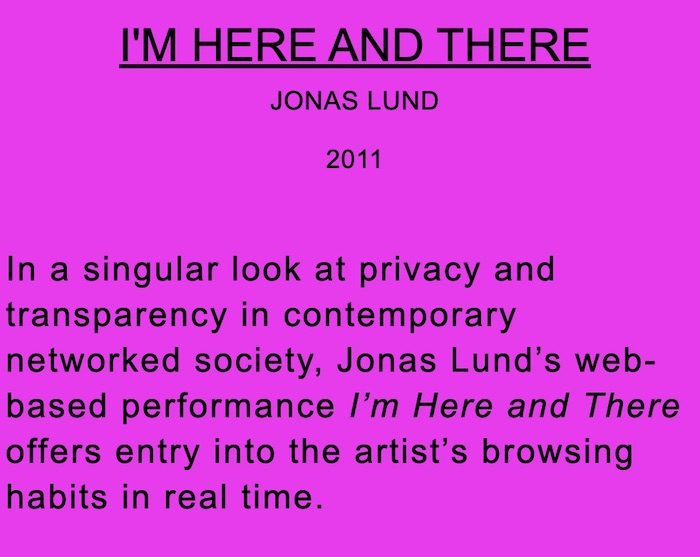 I'M HERE AND THERE
JONAS LUND
2011
In a singular look at privacy and
transparency in contemporary
networked society, Jonas Lund’s web-
based performance I’m Here and There
offers entry into the artist’s browsing
habits in real time.